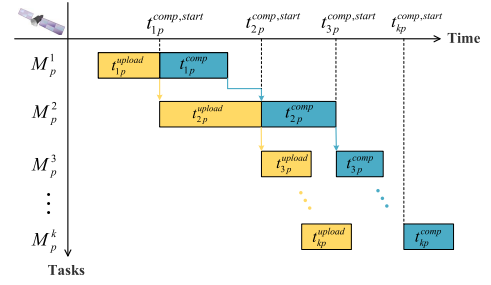 t_{1p}^{comp,start} t_{2p}^{comp,start} t_{3p}^{comp,start} t_{kp}^{comp,start}
Time
M_p^1 t_{1p}^{upload} t_{1p}^{comp}
M_p^2 t_{2p}^{upload} t_{2p}^{comp}
M_p^3 t_{3p}^{upload} t_{3p}^{comp}
M_p^k t_{kp}^{upload} t_{kp}^{comp}
Tasks